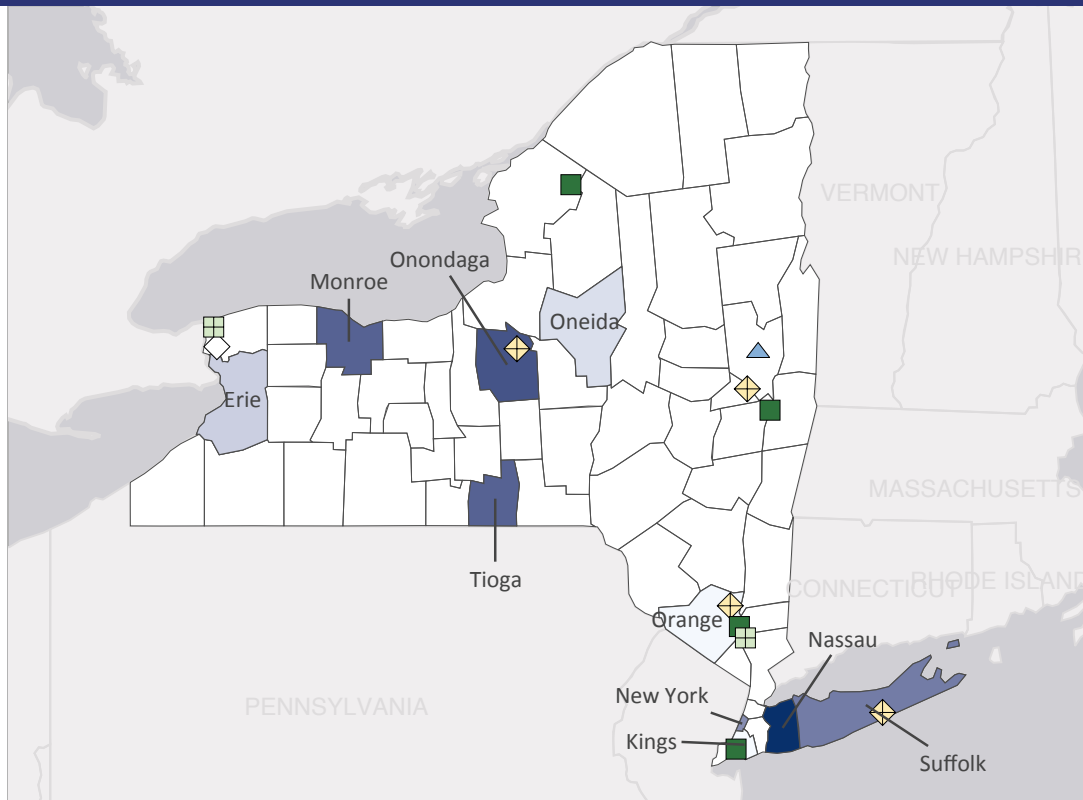 VERMONT
NEW HAMPSHIR
Onondaga
Monroe
Oneida
Erie
MASSACHUSETTS
Tioga
CONNECTICUT
RHODE ISLAND
Orange
Nassau
New York
PENNSYLVANIA
Kings
Suffolk